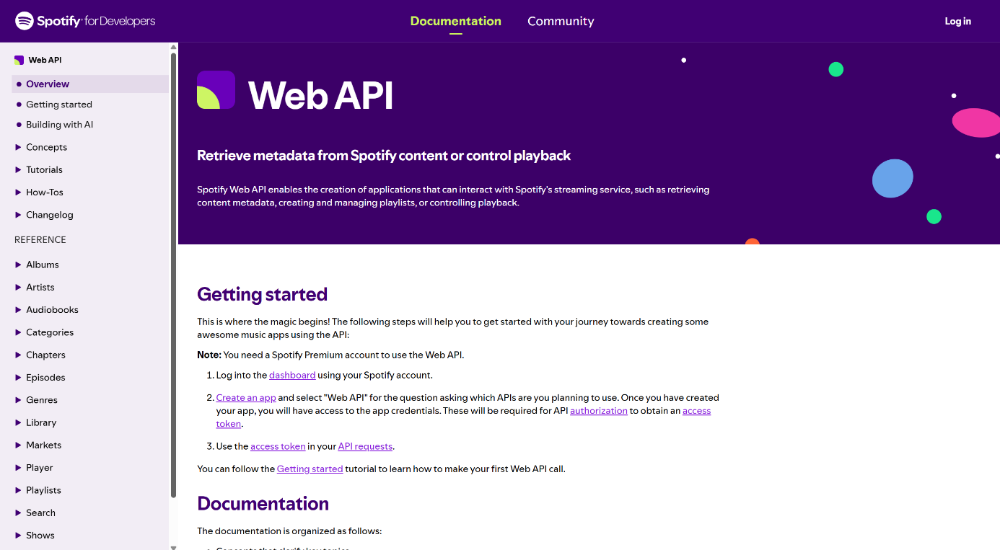 Spotify® for Developers
Documentation
Community
Log in
Web API
Overview
Getting started
Building with AI
Concepts
Tutorials
How-Tos
Changelog
REFERENCE
Albums
Artists
Audiobooks
Categories
Chapters
Episodes
Genres
Library
Markets
Player
Playlists
Search
Shows
Web API
Retrieve metadata from Spotify content or control playback
Spotify Web API enables the creation of applications that can interact with Spotify's streaming service, such as retrieving
content metadata, creating and managing playlists, or controlling playback.
Getting started
This is where the magic begins! The following steps will help you to get started with your journey towards creating some
awesome music apps using the API:
Note: You need a Spotify Premium account to use the Web API.
1. Log into the dashboard using your Spotify account.
2. Create an app and select "Web API" for the question asking which APIs are you planning to use. Once you have created
your app, you will have access to the app credentials. These will be required for API authorization to obtain an access
token.
3. Use the access token in your API requests.
You can follow the Getting started tutorial to learn how to make your first Web API call.
Documentation
The documentation is organized as follows:
Concepts that clarify key topics